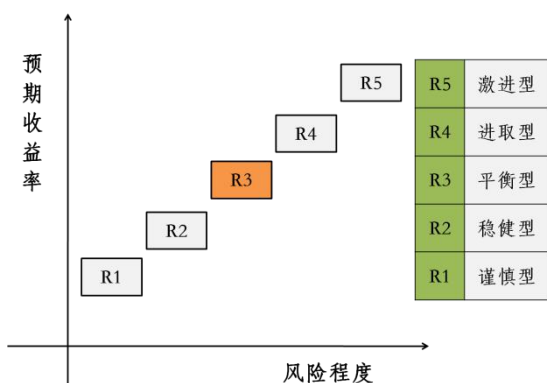 预期收益率
R5
R4
R3
R2
R1
风险程度
R5 激进型
R4 进取型
R3 平衡型
R2 稳健型
R1 谨慎型